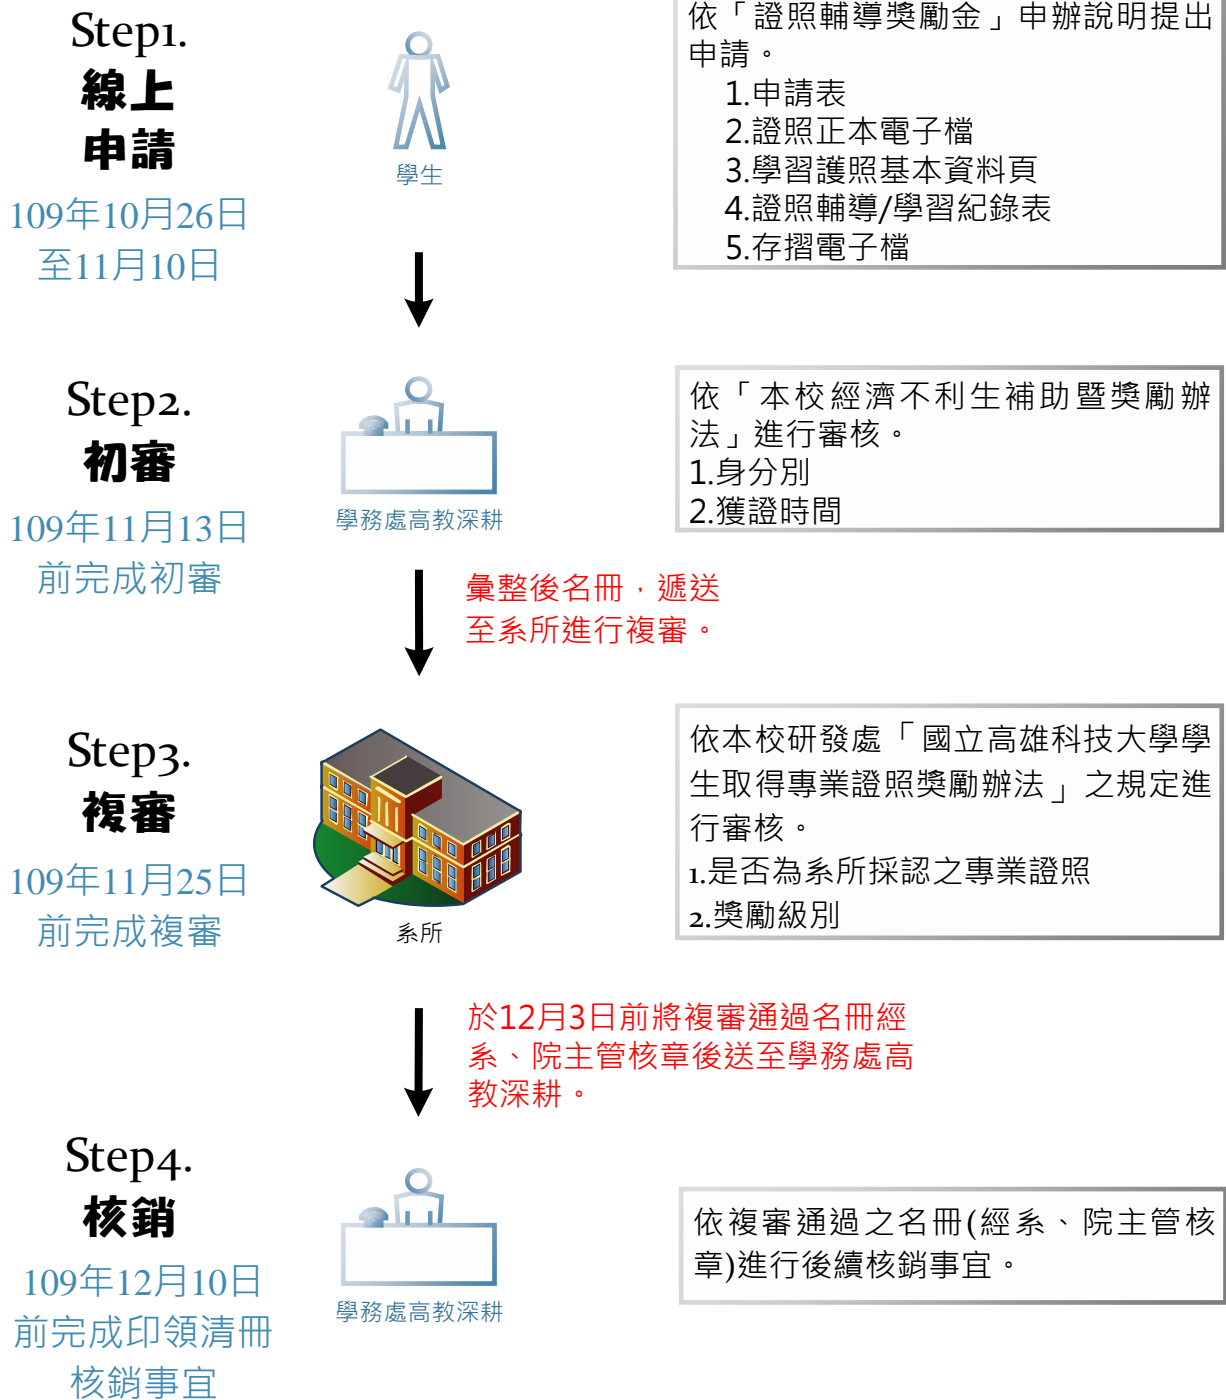 Step1.
線上
申請
109年10月26日
至11月10日
學生
依「證照輔導獎勵金」申辦說明提出
申請。
1.申請表
2.證照正本電子檔
3.學習護照基本資料頁
4.證照輔導/學習紀錄表
5.存摺電子檔
Step2.
初審
109年11月13日
前完成初審
學務處高教深耕
依「本校經濟不利生補助暨獎勵辦
法」進行審核。
1.身分別
2.獲證時間
彙整後名冊，遞送
至系所進行複審。
Step3.
複審
109年11月25日
前完成複審
系所
依本校研發處「國立高雄科技大學學
生取得專業證照獎勵辦法」之規定進
行審核。
1.是否為系所採認之專業證照
2.獎勵級別
於12月3日前將複審通過名冊經
系、院主管核章後送至學務處高
教深耕。
Step4.
核銷
109年12月10日
前完成印領清冊
核銷事宜
學務處高教深耕
依複審通過之名冊(經系、院主管核
章)進行後續核銷事宜。